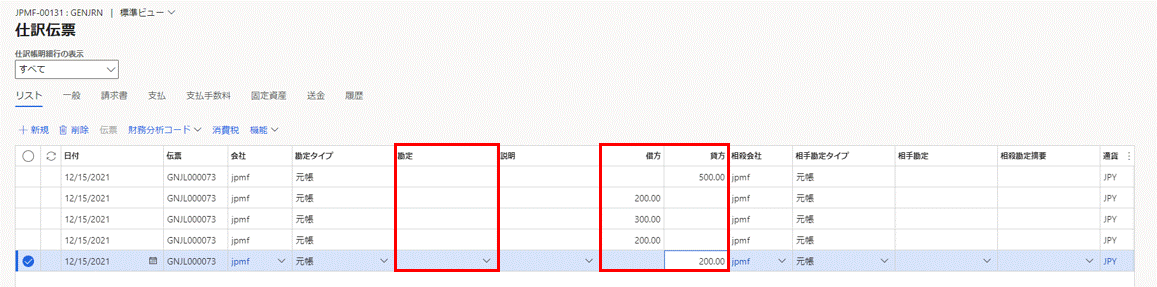 JPMF-00131 : GENJRN | 標準ビュー
仕訳伝票
仕訳帳明細行の表示
すべて
リスト 一般 請求書 支払 支払手数料 固定資産 送金 履歴
新規 削除 伝票 財務分析コード 消費税 機能
日付 伝票 会社 勘定タイプ 勘定 説明 借方 貸方 相殺会社 相手勘定タイプ 相手勘定 相殺勘定摘要 通貨
12/15/2021 GNJL000073 jpmf 元帳 500.00 jpmf 元帳 JPY
12/15/2021 GNJL000073 jpmf 元帳 200.00 jpmf 元帳 JPY
12/15/2021 GNJL000073 jpmf 元帳 300.00 jpmf 元帳 JPY
12/15/2021 GNJL000073 jpmf 元帳 200.00 jpmf 元帳 JPY
12/15/2021 GNJL000073 jpmf 元帳 200.00 jpmf 元帳 JPY